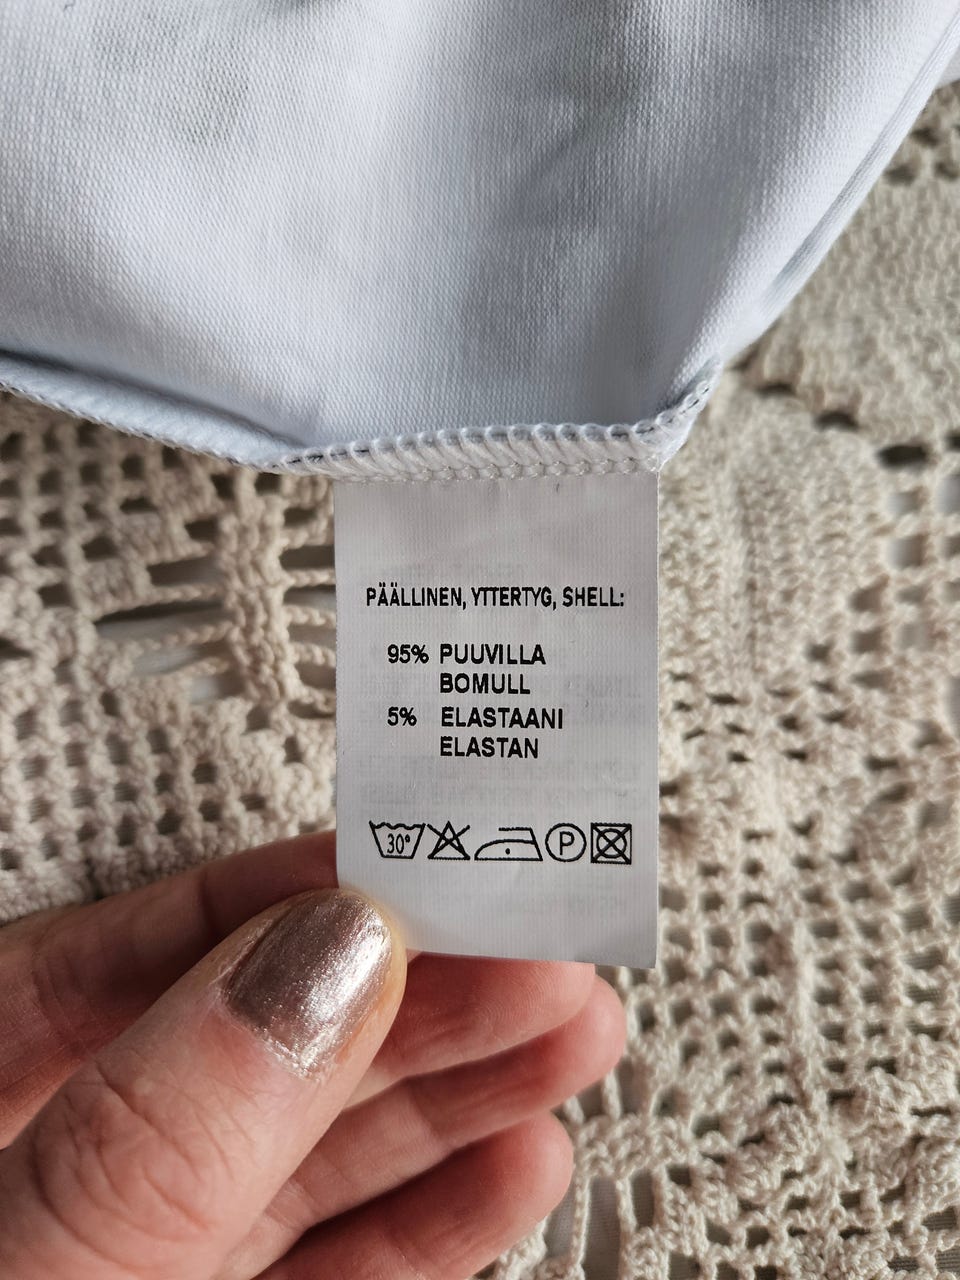 PÄÄLLINEN, YTTERTYG, SHELL:
95% PUUVILLA
BOMULL
5% ELASTAANI
ELASTAN
30° P